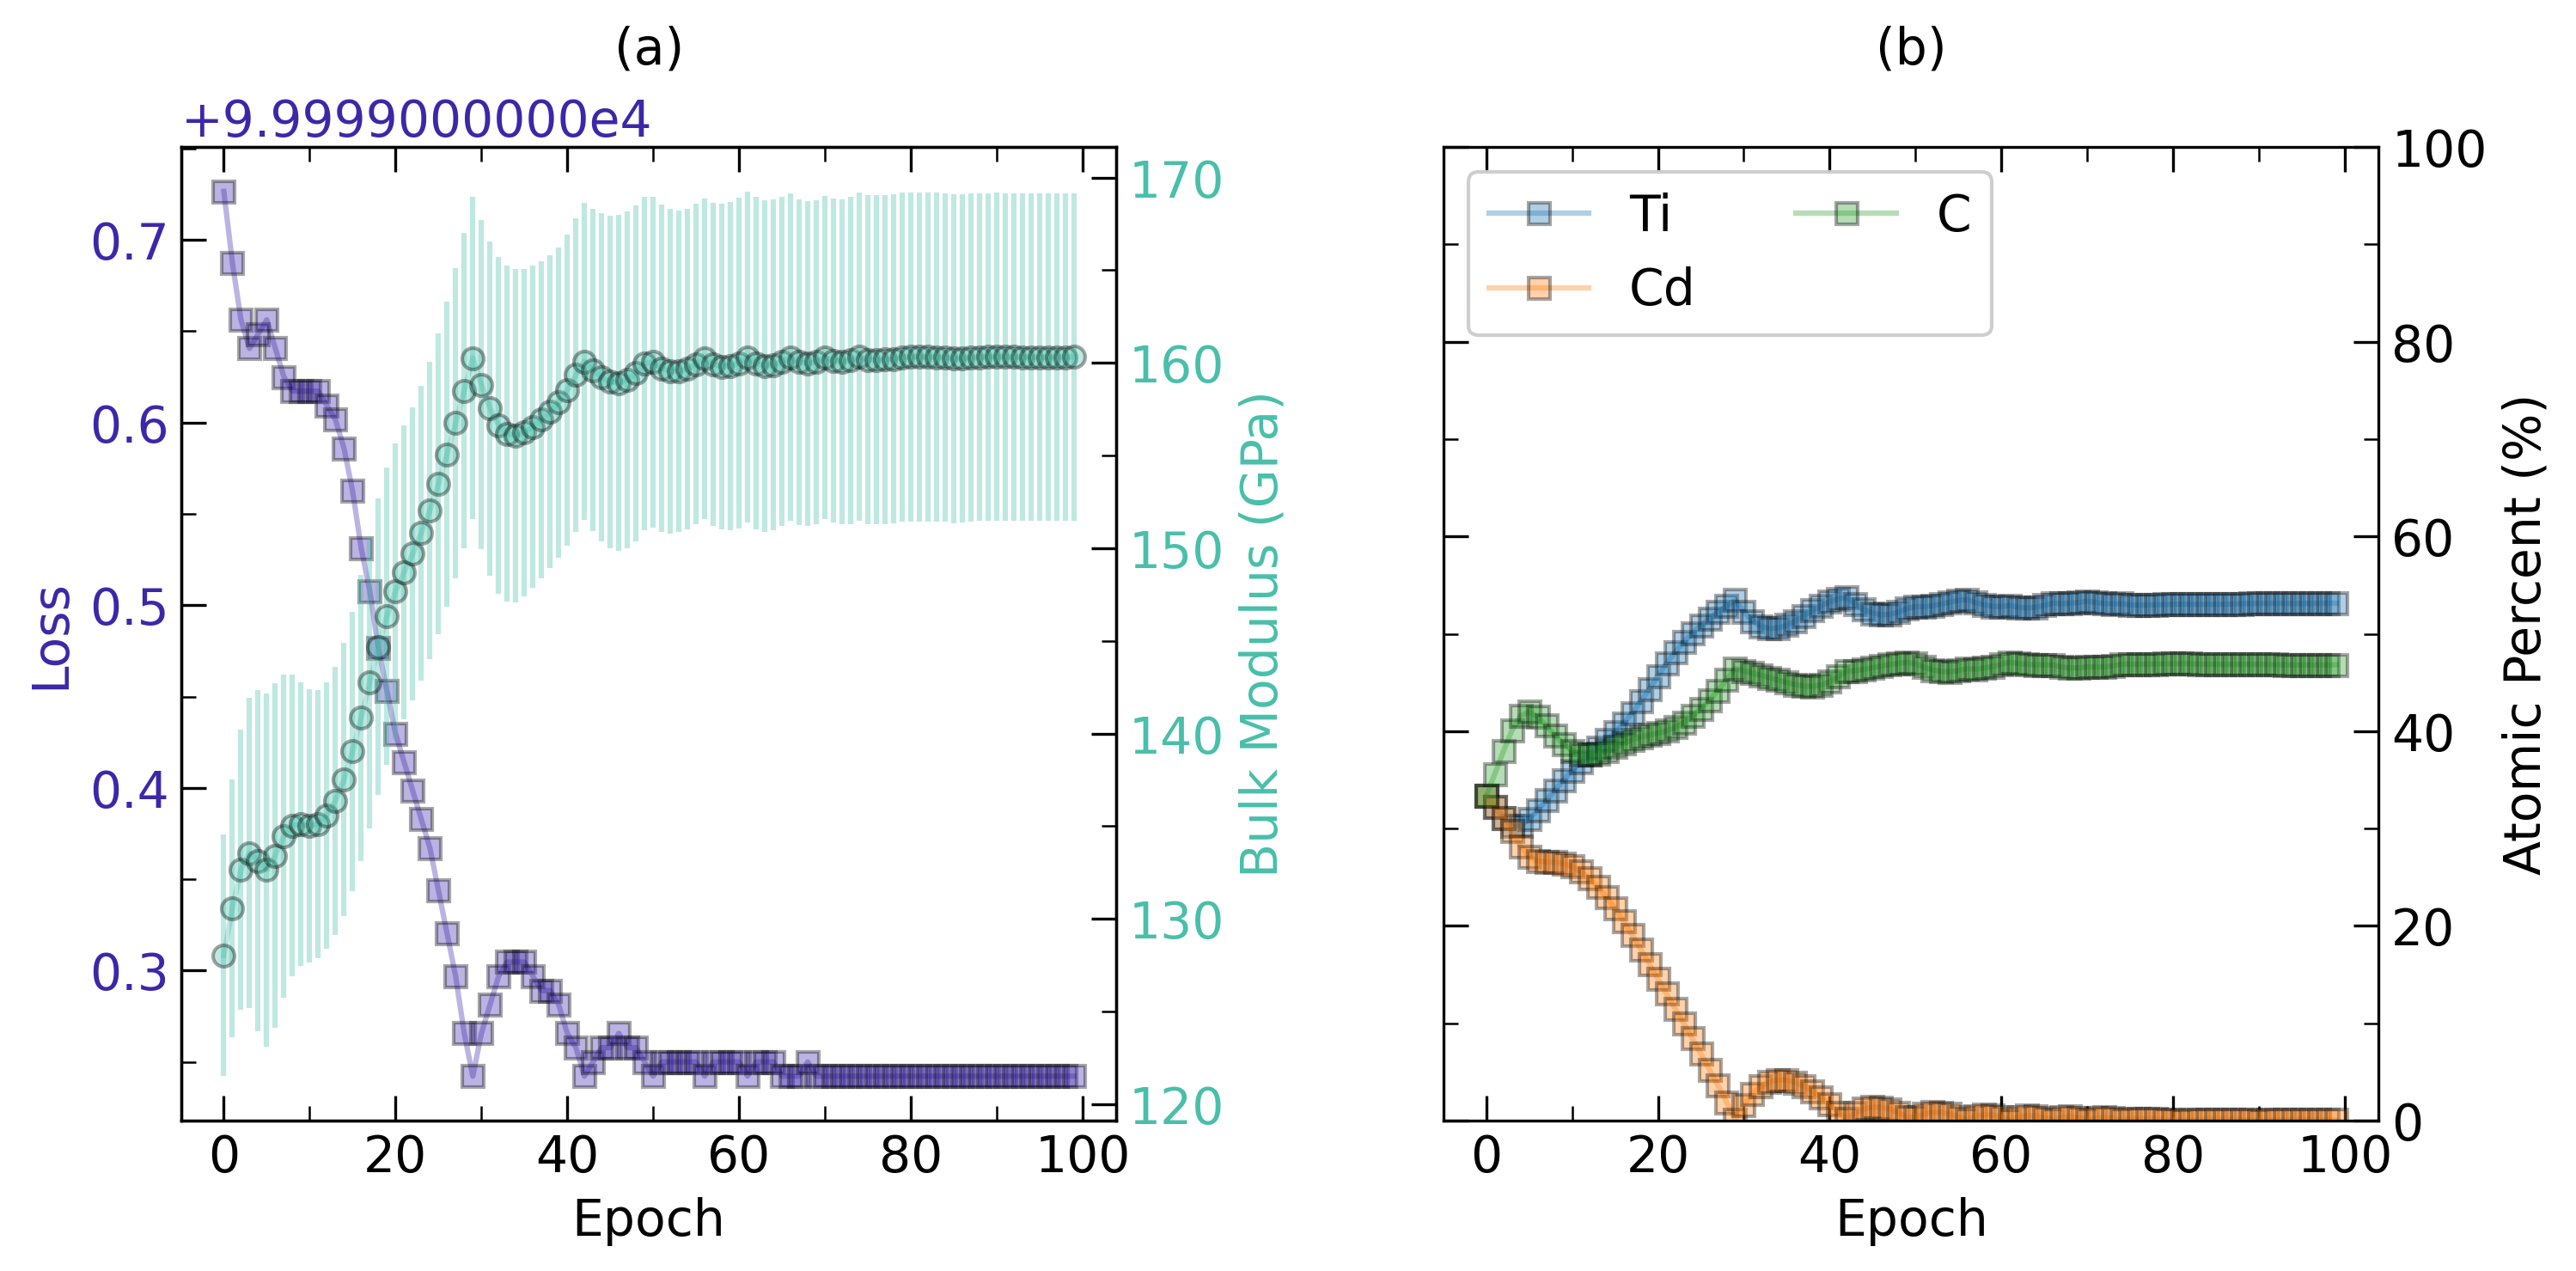 (a)
+9.9999000000e4
0.7
0.6
0.5
0.4
0.3
Loss
170
160
150
140
130
120
Bulk Modulus (GPa)
0 20 40 60 80 100
Epoch
(b)
Ti C
Cd
100
80
60
40
20
0
Atomic Percent (%)
0 20 40 60 80 100
Epoch